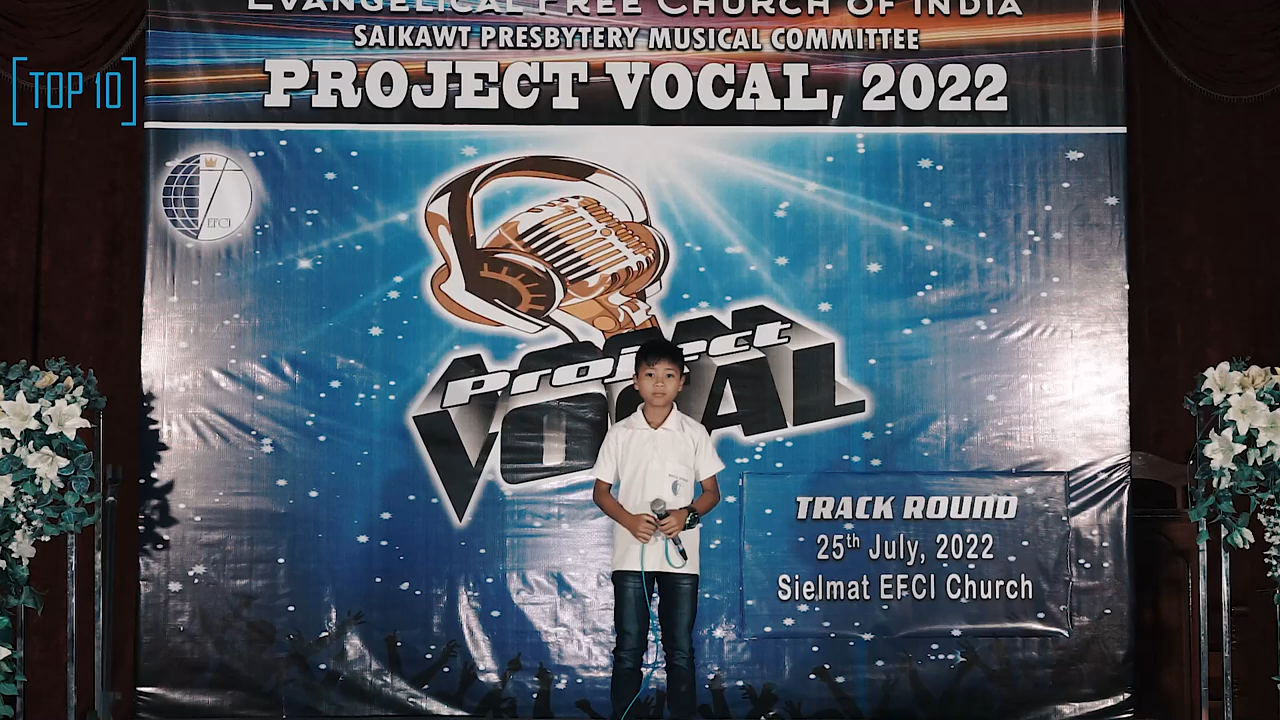 EVANGELICAL FREE CHURCH OF INDIA
SAIKAWT PRESBYTERY MUSICAL COMMITTEE
PROJECT VOCAL, 2022
[TOP 10]
EFCI
Project
VOCAL
TRACK ROUND
25th July, 2022
Sielmat EFCI Church